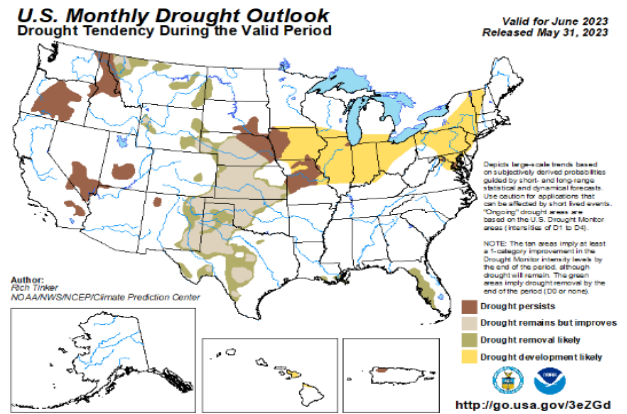 U.S. Monthly Drought Outlook
Drought Tendency During the Valid Period
Valid for June 2023
Released May 31, 2023
Depicts large-scale trends based
on subjectively derived probabilities
guided by short- and long-range
statistical and dynamical forecasts.
Use caution for applications that
can be affected by short lived events.
"Ongoing" drought areas are
based on the U.S. Drought Monitor
areas (intensities of D1 to D4).
NOTE: The tan areas imply at least
a 1-category improvement in the
Drought Monitor intensity levels by
the end of the period, although
drought will remain. The green
areas imply drought removal by the
end of the period (D0 or none).
Author:
Rich Tinker
NOAA/NWS/NCEP/Climate Prediction Center
Drought persists
Drought remains but improves
Drought removal likely
Drought development likely
http://go.usa.gov/3eZGd